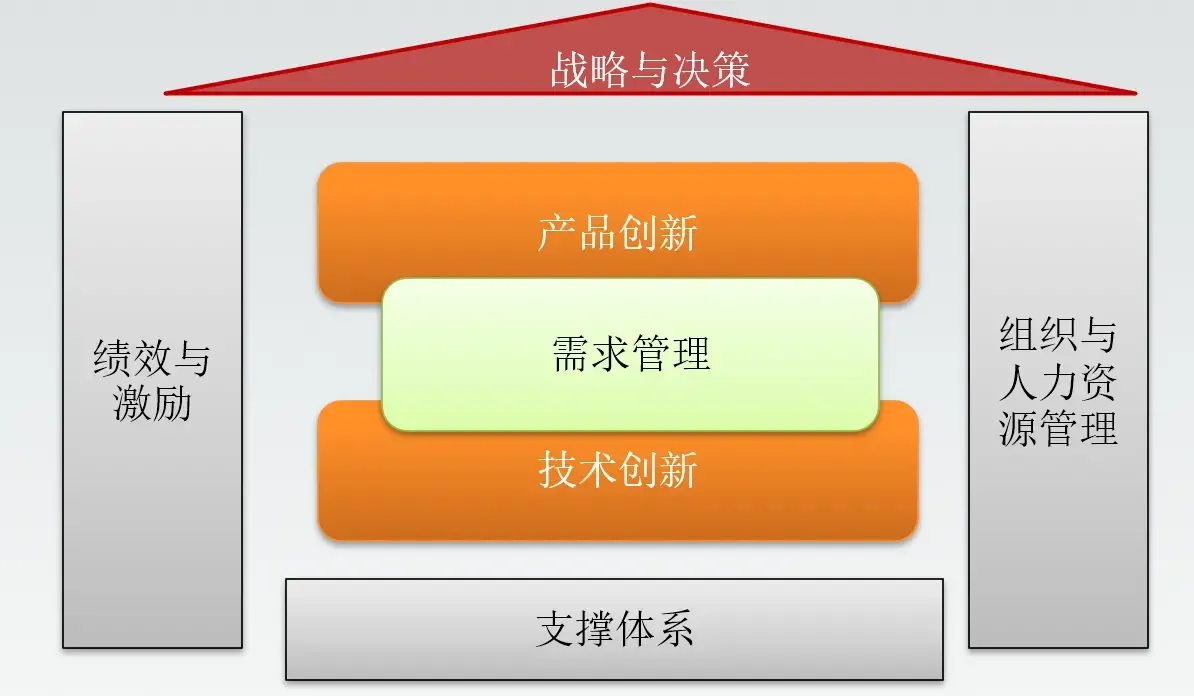 战略与决策
产品创新
需求管理
技术创新
绩效与
激励
组织与
人力资
源管理
支撑体系